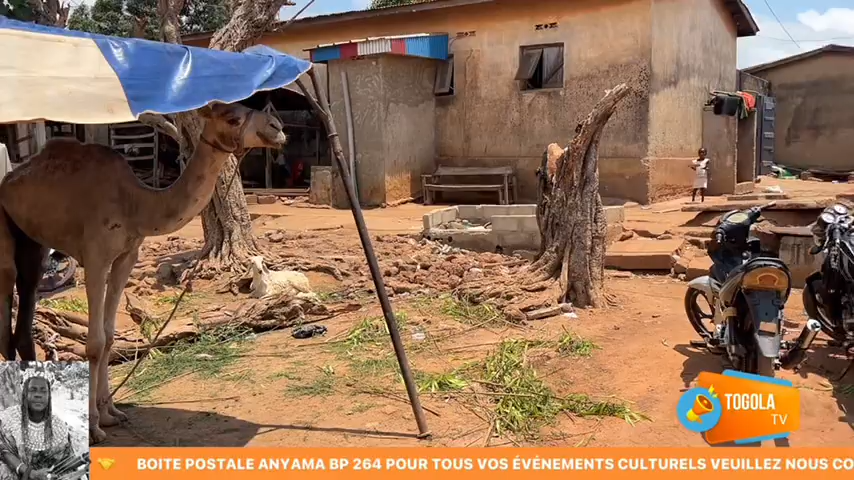 TOGOLA
TV
BOITE POSTALE ANYAMA BP 264 POUR TOUS VOS ÉVÉNEMENTS CULTURELS VEUILLEZ NOUS CO